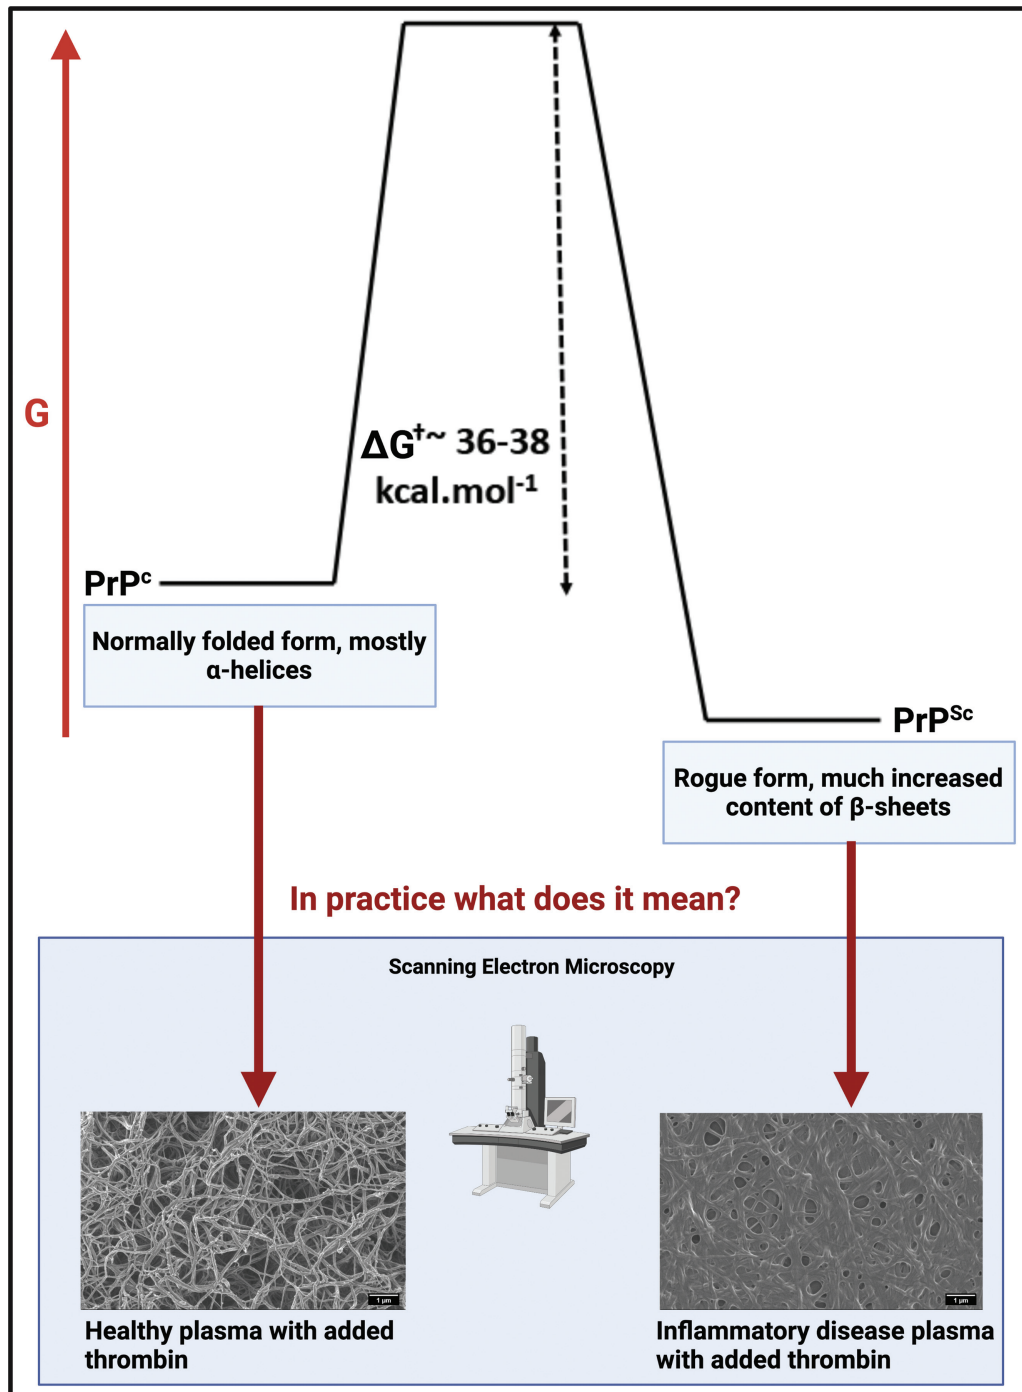 G
ΔG†~ 36-38
kcal.mol-1
PrPc
Normally folded form, mostly
α-helices
PrPSc
Rogue form, much increased
content of β-sheets
In practice what does it mean?
Scanning Electron Microscopy
1 µm
1 µm
Healthy plasma with added
thrombin
Inflammatory disease plasma
with added thrombin